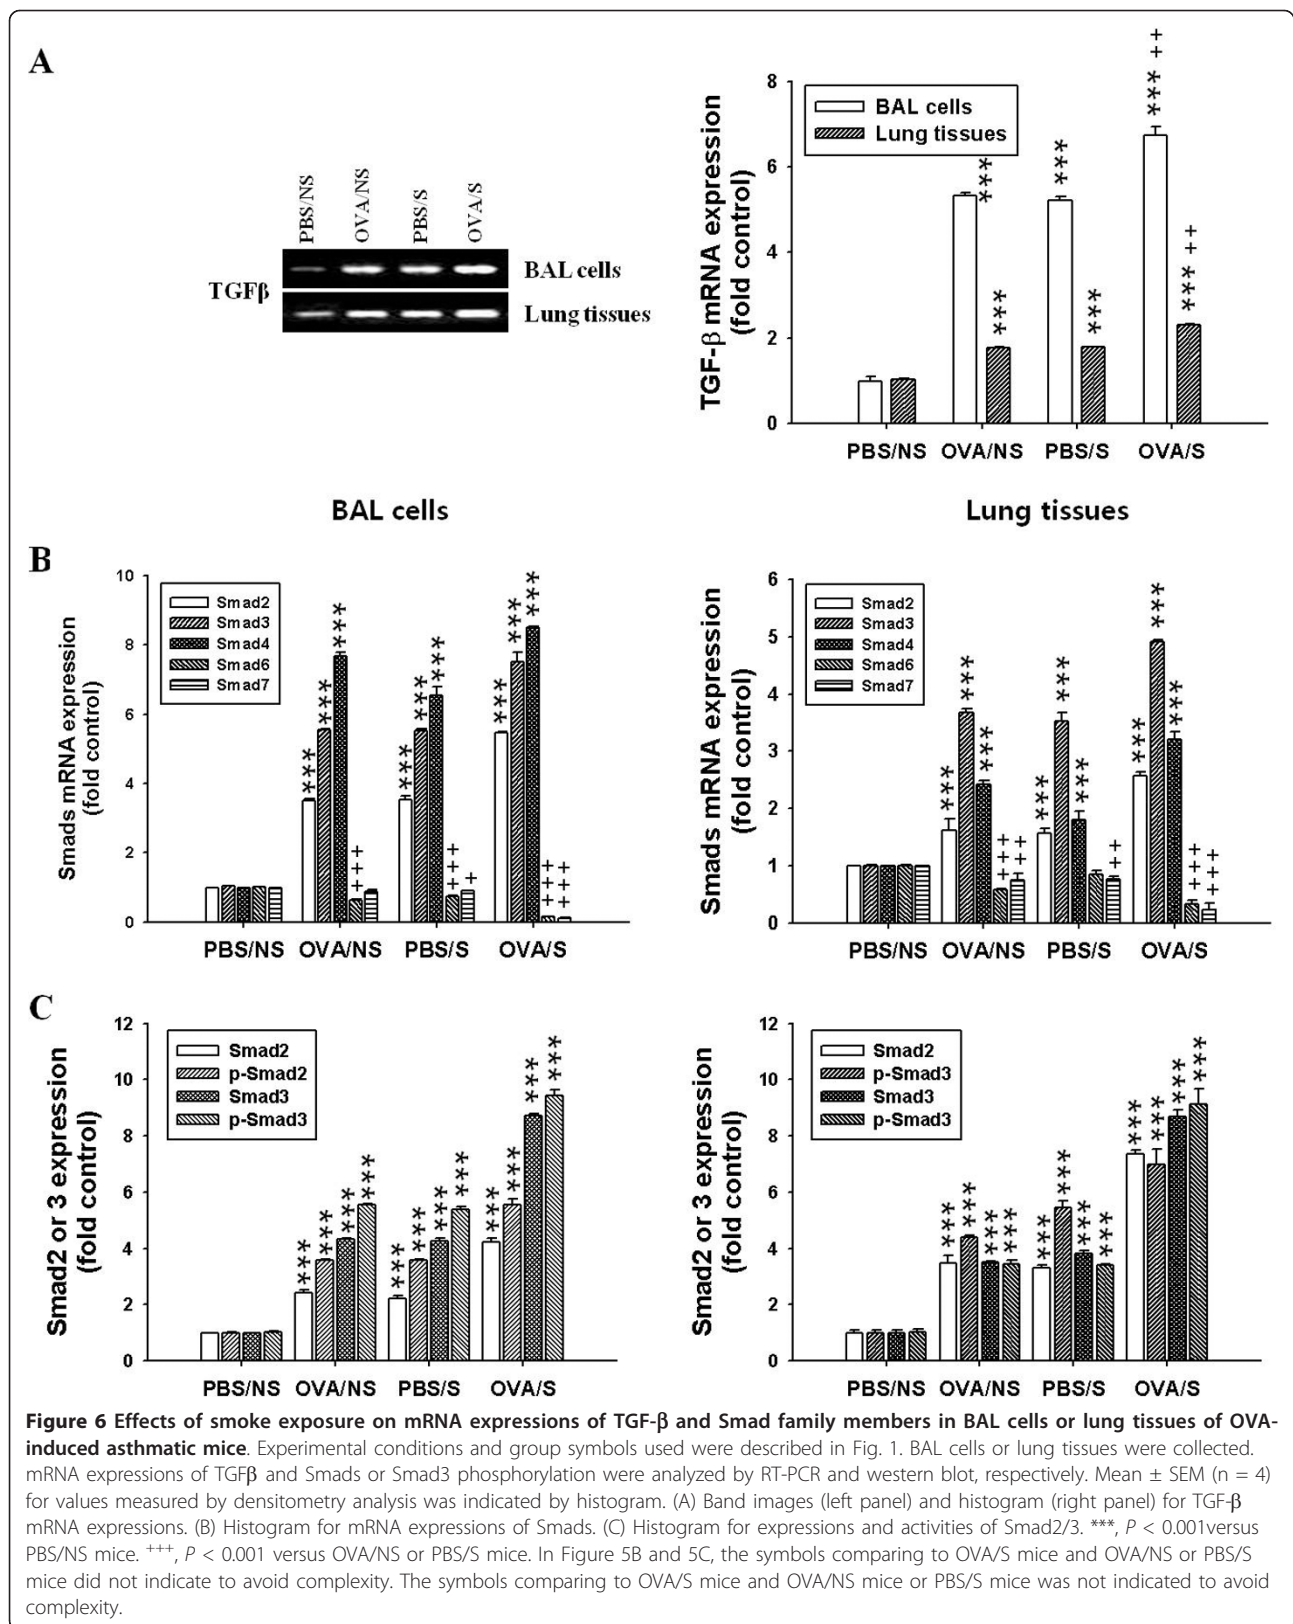 A
PBS/NS
OVA/NS
PBS/S
OVA/S
TGFβ
BAL cells
Lung tissues
TGF-β mRNA expression
(fold control)
8
6
4
2
0
BAL cells
Lung tissues
***
***
***
***
*** ++
*** ++
PBS/NS OVA/NS PBS/S OVA/S
BAL cells
Lung tissues
B
Smads mRNA expression
(fold control)
10
8
6
4
2
0
Smad2
Smad3
Smad4
Smad6
Smad7
***
***
***
+++
***
***
***
+++
+
***
***
***
+++
+++
PBS/NS OVA/NS PBS/S OVA/S
Smads mRNA expression
(fold control)
6
5
4
3
2
1
0
Smad2
Smad3
Smad4
Smad6
Smad7
***
***
***
+++
++
***
***
***
++
***
***
***
+++
+++
PBS/NS OVA/NS PBS/S OVA/S
C
Smad2 or 3 expression
(fold control)
12
10
8
6
4
2
0
Smad2
p-Smad2
Smad3
p-Smad3
***
***
***
***
***
***
***
***
***
***
***
***
PBS/NS OVA/NS PBS/S OVA/S
Smad2 or 3 expression
(fold control)
12
10
8
6
4
2
0
Smad2
p-Smad3
Smad3
p-Smad3
***
***
***
***
***
***
***
***
***
***
***
***
PBS/NS OVA/NS PBS/S OVA/S
Figure 6 Effects of smoke exposure on mRNA expressions of TGF-β and Smad family members in BAL cells or lung tissues of OVA-
induced asthmatic mice. Experimental conditions and group symbols used were described in Fig. 1. BAL cells or lung tissues were collected.
mRNA expressions of TGFβ and Smads or Smad3 phosphorylation were analyzed by RT-PCR and western blot, respectively. Mean ± SEM (n = 4)
for values measured by densitometry analysis was indicated by histogram. (A) Band images (left panel) and histogram (right panel) for TGF-β
mRNA expressions. (B) Histogram for mRNA expressions of Smads. (C) Histogram for expressions and activities of Smad2/3. ***, P < 0.001versus
PBS/NS mice. +++, P < 0.001 versus OVA/NS or PBS/S mice. In Figure 5B and 5C, the symbols comparing to OVA/S mice and OVA/NS or PBS/S
mice did not indicate to avoid complexity. The symbols comparing to OVA/S mice and OVA/NS mice or PBS/S mice was not indicated to avoid
complexity.